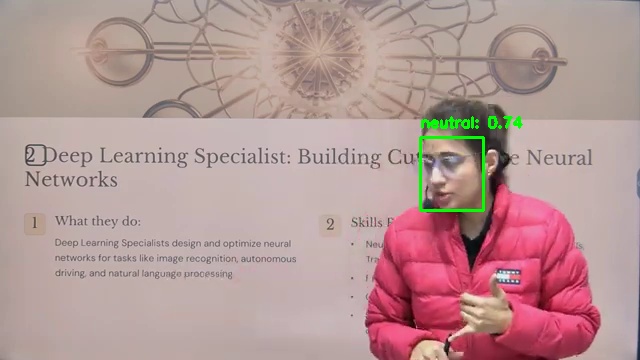 neutral: 0.74
2 Deep Learning Specialist: Building Cu e Neural
Networks
1 What they do:
Deep Learning Specialists design and optimize neural
networks for tasks like image recognition, autonomous
driving, and natural language processing.
2 Skills
TOMMY